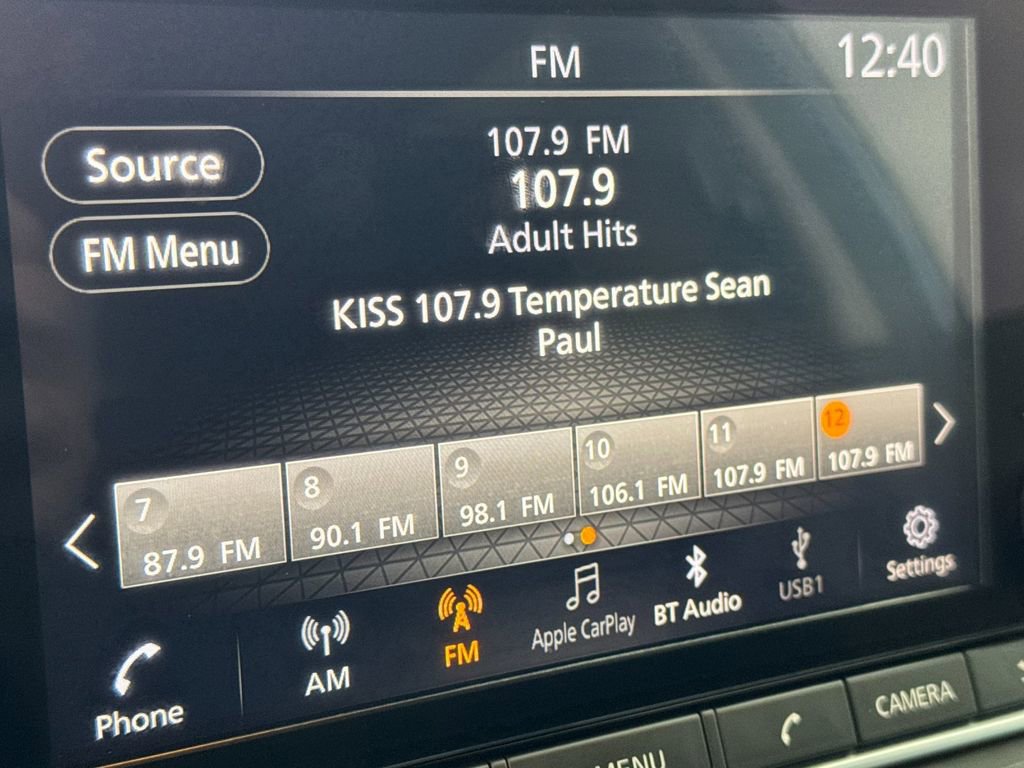 FM
12:40
Source
FM Menu
107.9 FM
107.9
Adult Hits
KISS 107.9 Temperature Sean
Paul
7
87.9 FM
8
90.1 FM
9
98.1 FM
10
106.1 FM
11
107.9 FM
12
107.9 FM
Phone
AM
FM
Apple CarPlay
BT Audio
USB1
Settings
MENU
CAMERA